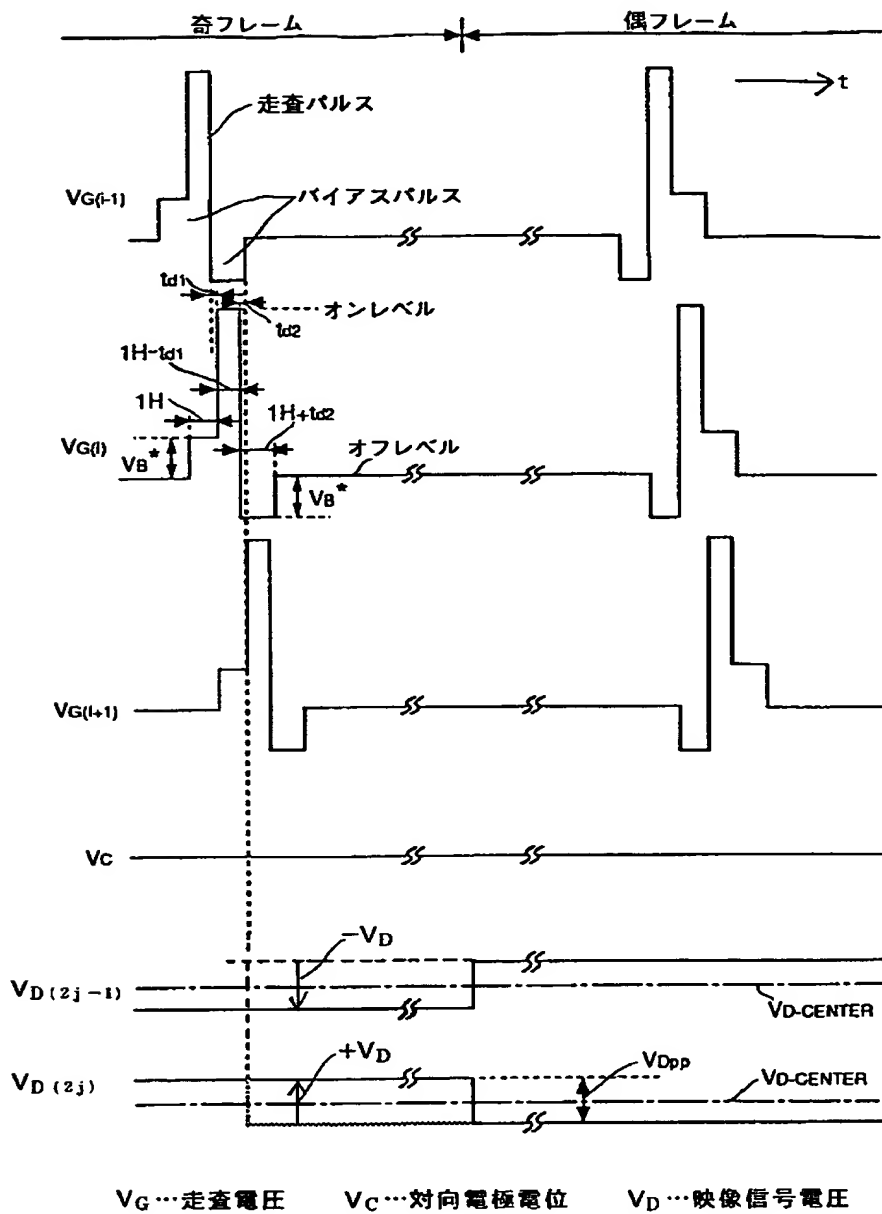 奇フレーム
偶フレーム
t
走査パルス
VG(i-1)
バイアスパルス
td1
オンレベル
td2
1H-td1
1H
1H+td2
VG(i)
オフレベル
VB*
VB*
VG(i+1)
VC
-VD
VD(2j-1)
VD-CENTER
+VD
VDpp
VD(2j)
VD-CENTER
VG…走査電圧 VC…対向電極電位 VD…映像信号電圧